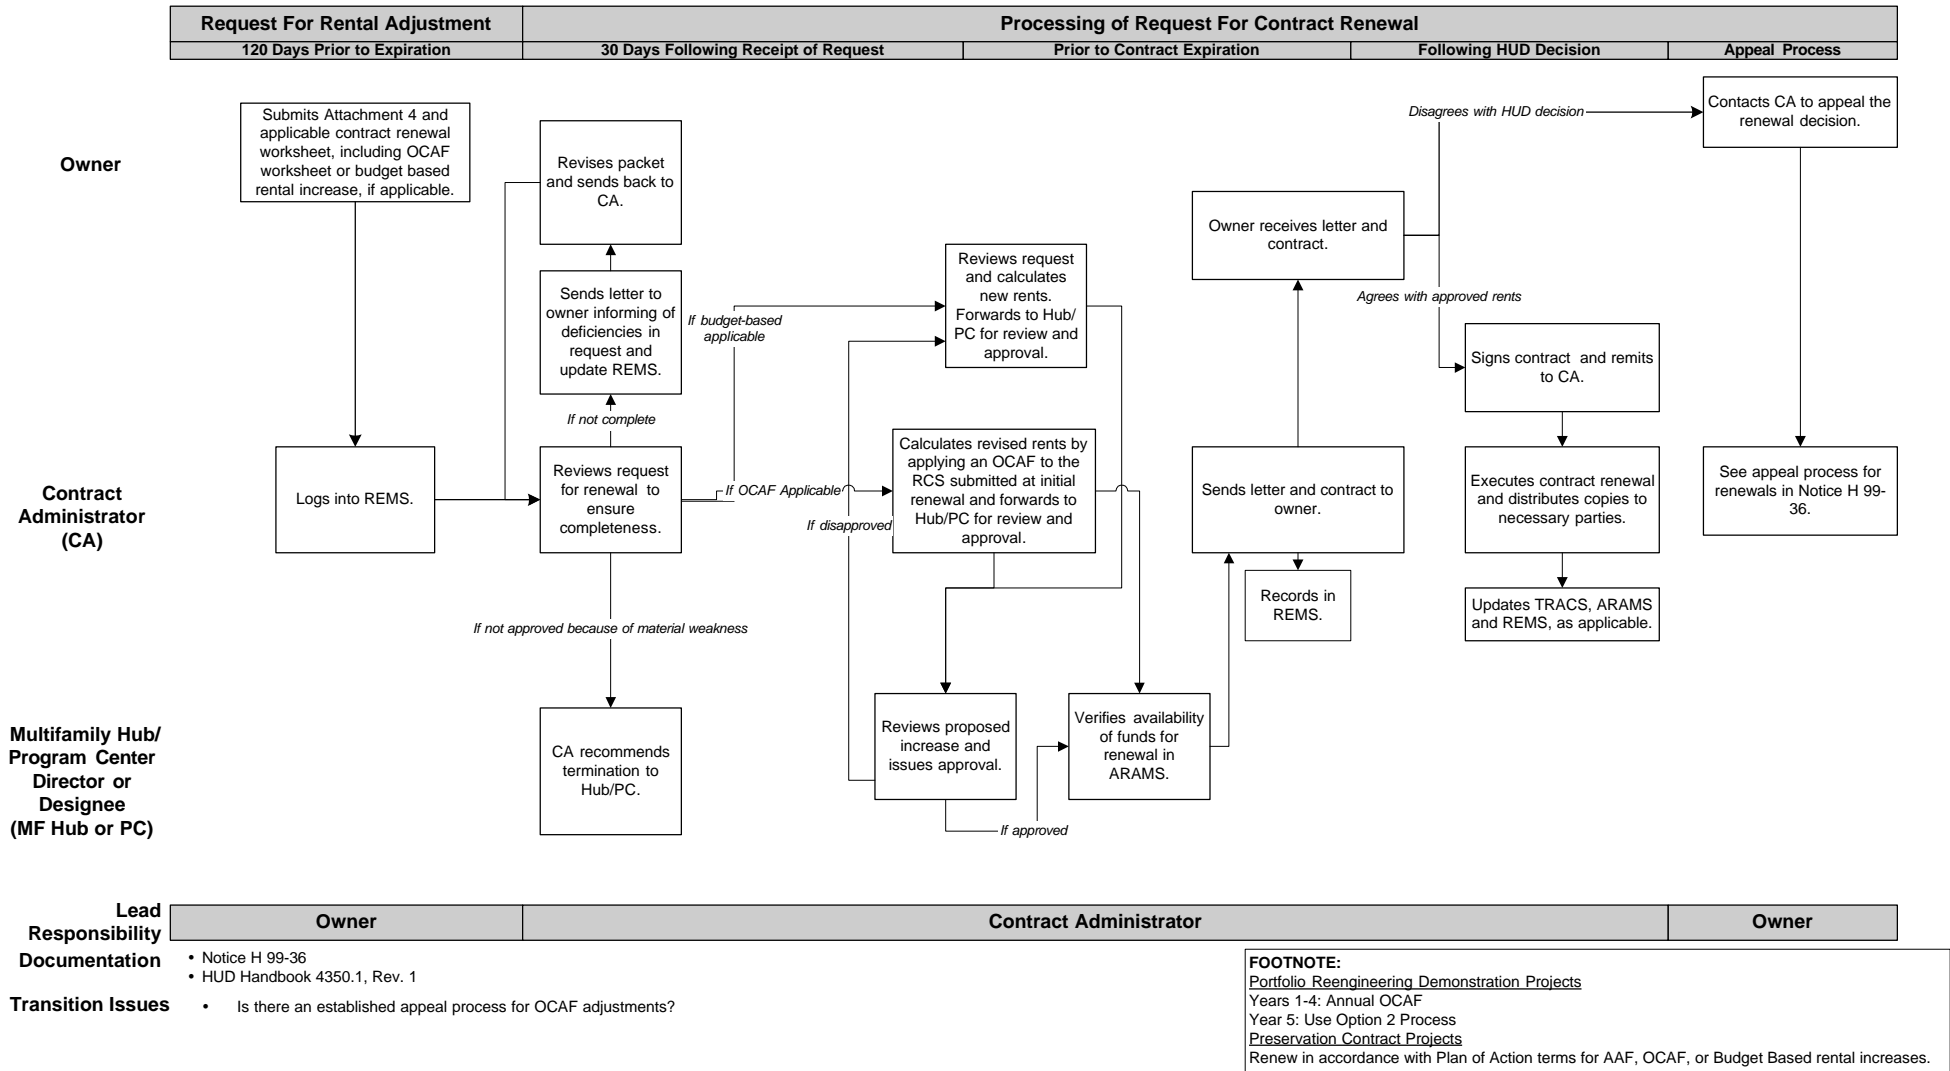 Request For Rental Adjustment
Processing of Request For Contract Renewal
120 Days Prior to Expiration
30 Days Following Receipt of Request
Prior to Contract Expiration
Following HUD Decision
Appeal Process
Owner
Submits Attachment 4 and
applicable contract renewal
worksheet, including OCAF
worksheet or budget based
rental increase, if applicable.
Revises packet
and sends back to
CA.
Disagrees with HUD decision
Contacts CA to appeal the
renewal decision.
Owner receives letter and
contract.
Sends letter to
owner informing of
deficiencies in
request and
update REMS.
If budget-based
applicable
Reviews request
and calculates
new rents.
Forwards to Hub/
PC for review and
approval.
Agrees with approved rents
Signs contract and remits
to CA.
If not complete
Contract
Administrator
(CA)
Logs into REMS.
Reviews request
for renewal to
ensure
completeness.
If OCAF Applicable
If disapproved
Calculates revised rents by
applying an OCAF to the
RCS submitted at initial
renewal and forwards to
Hub/PC for review and
approval.
Sends letter and contract to
owner.
Executes contract renewal
and distributes copies to
necessary parties.
See appeal process for
renewals in Notice H 99-
36.
Records in
REMS.
Updates TRACS, ARAMS
and REMS, as applicable.
If not approved because of material weakness
Multifamily Hub/
Program Center
Director or
Designee
(MF Hub or PC)
CA recommends
termination to
Hub/PC.
Reviews proposed
increase and
issues approval.
Verifies availability
of funds for
renewal in
ARAMS.
If approved
Lead
Responsibility
Owner
Contract Administrator
Owner
Documentation
• Notice H 99-36
• HUD Handbook 4350.1, Rev. 1
Transition Issues
• Is there an established appeal process for OCAF adjustments?
FOOTNOTE:
Portfolio Reengineering Demonstration Projects
Years 1-4: Annual OCAF
Year 5: Use Option 2 Process
Preservation Contract Projects
Renew in accordance with Plan of Action terms for AAF, OCAF, or Budget Based rental increases.